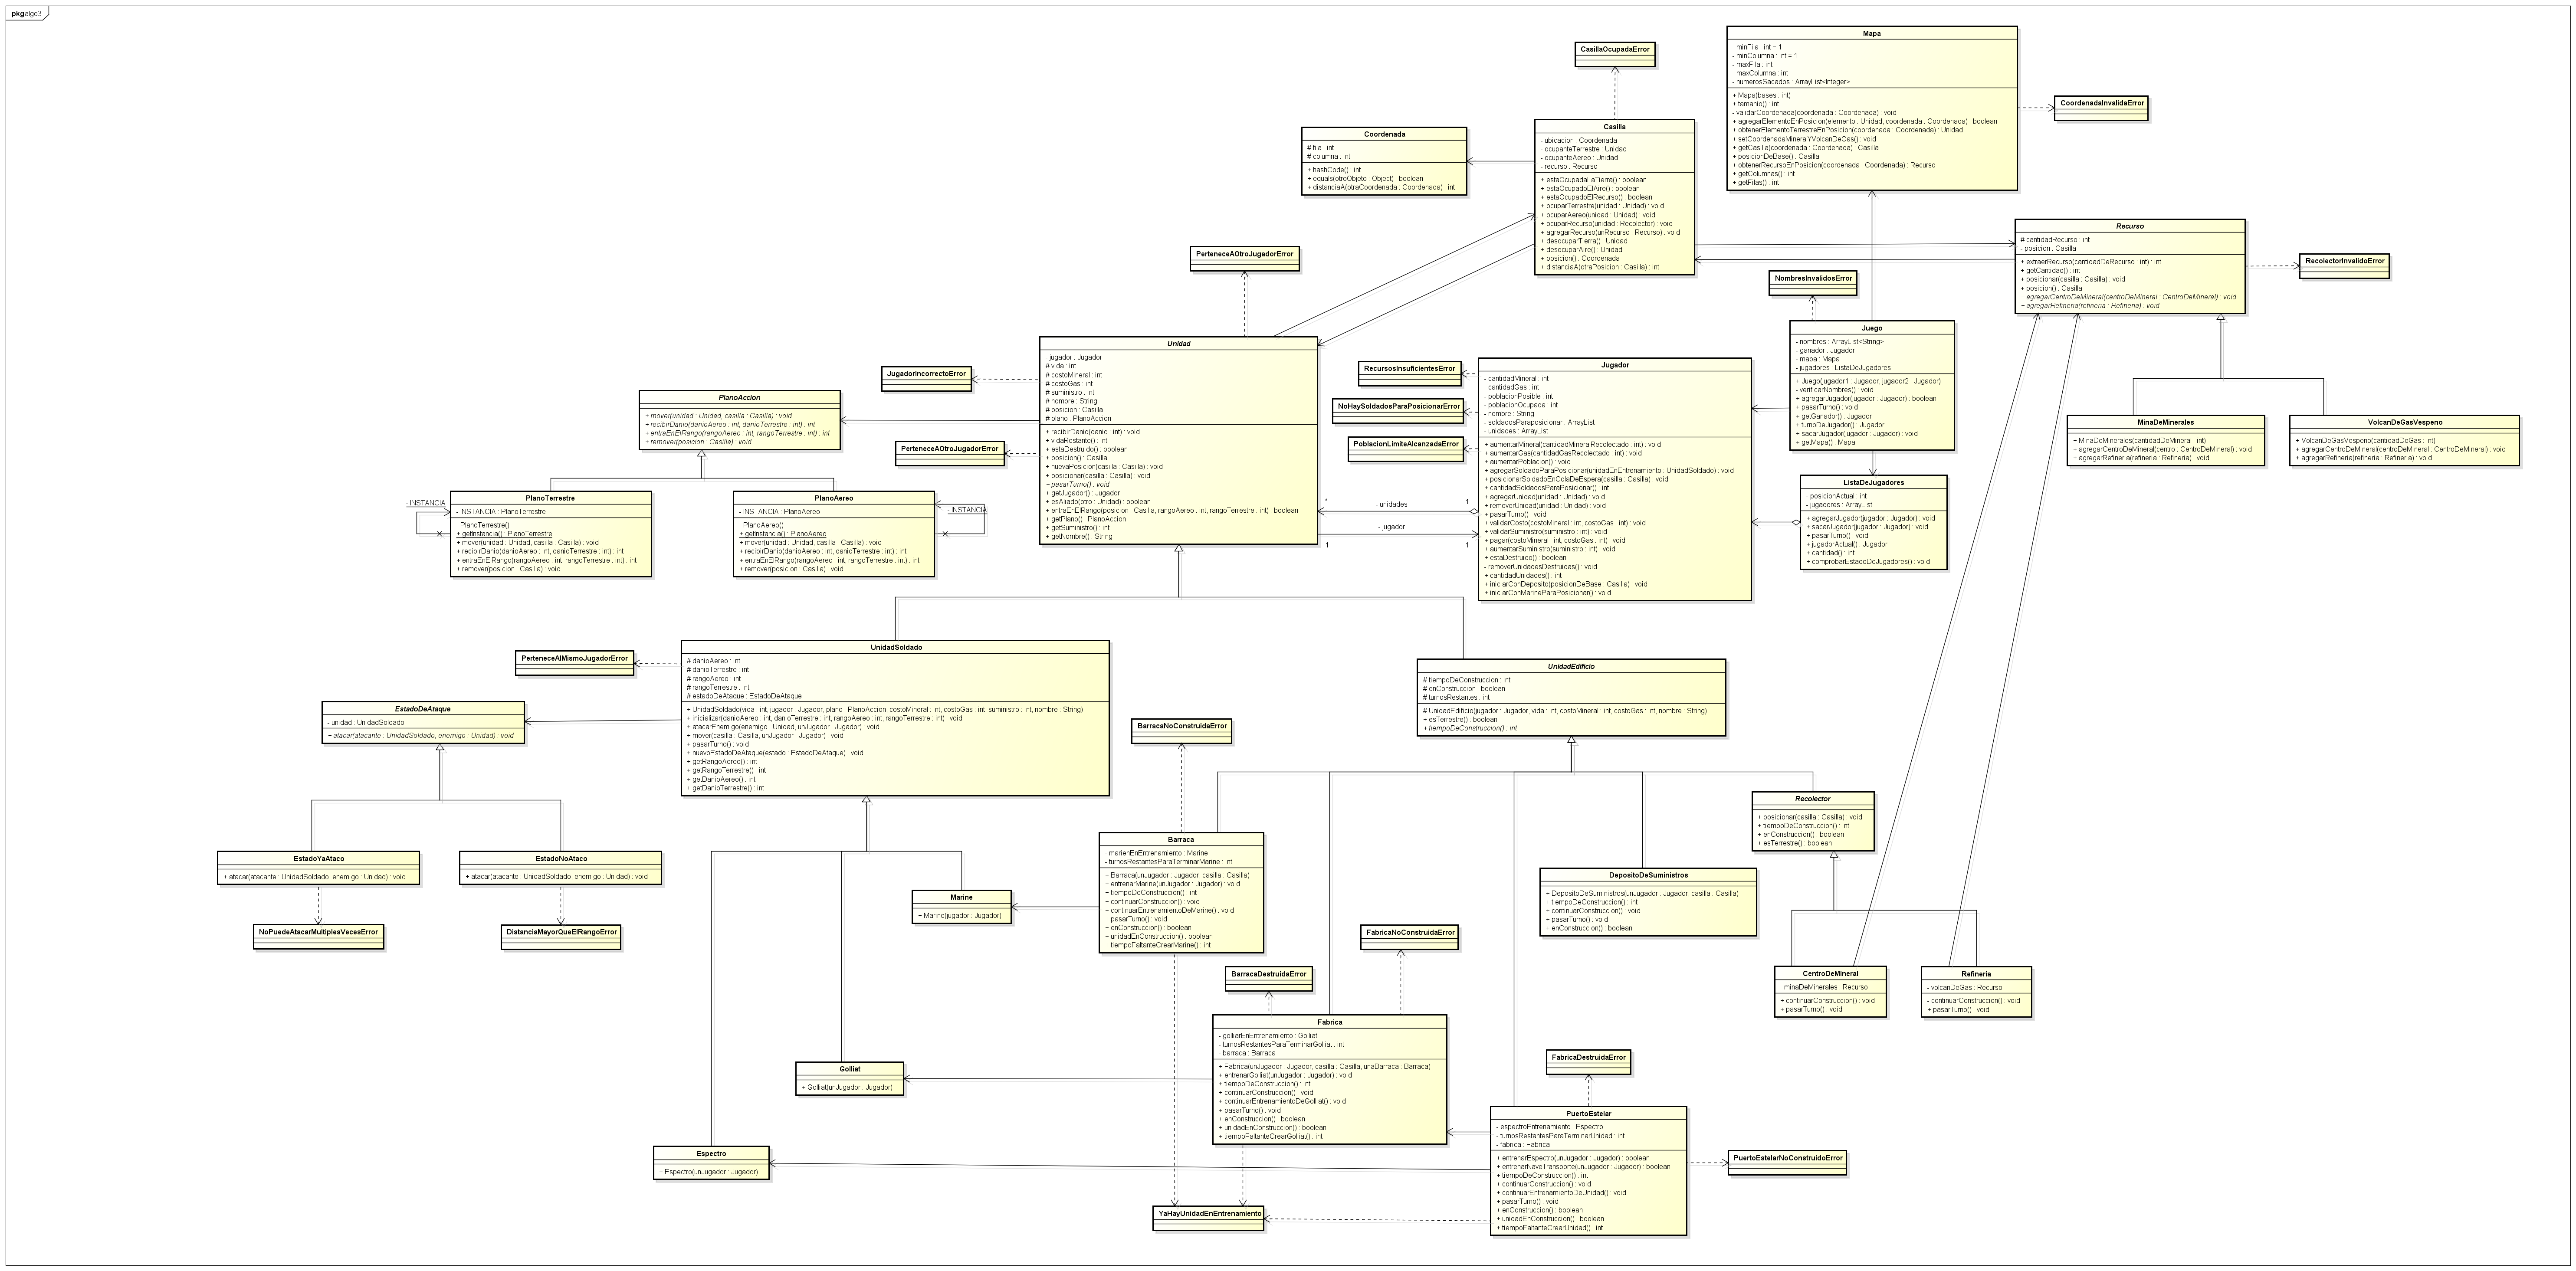 pkg algo3
Mapa
- minFila : int = 1
- minColumna : int = 1
- maxFila : int
- maxColumna : int
- numerosSacados : ArrayList<Integer>
+ Mapa(bases : int)
+ tamanio() : int
- validarCoordenada(coordenada : Coordenada) : void
+ agregarElementoEnPosicion(elemento : Unidad, coordenada : Coordenada) : boolean
+ obtenerElementoTerrestreEnPosicion(coordenada : Coordenada) : Unidad
+ setCoordenadaMineralYVolcanDeGas() : void
+ getCasilla(coordenada : Coordenada) : Casilla
+ posicionDeBase() : Casilla
+ obtenerRecursoEnPosicion(coordenada : Coordenada) : Recurso
+ getColumnas() : int
+ getFilas() : int
CasillaOcupadaError
CoordenadaInvalidaError
Coordenada
# fila : int
# columna : int
+ hashCode() : int
+ equals(otroObjeto : Object) : boolean
+ distanciaA(otraCoordenada : Coordenada) : int
Casilla
- ubicacion : Coordenada
- ocupanteTerrestre : Unidad
- ocupanteAereo : Unidad
- recurso : Recurso
+ estaOcupadaLaTierra() : boolean
+ estaOcupadoElAire() : boolean
+ estaOcupadoElRecurso() : boolean
+ ocuparTerrestre(unidad : Unidad) : void
+ ocuparAereo(unidad : Unidad) : void
+ ocuparRecurso(unidad : Recolector) : void
+ agregarRecurso(unRecurso : Recurso) : void
+ desocuparTierra() : Unidad
+ desocuparAire() : Unidad
+ posicion() : Coordenada
+ distanciaA(otraPosicion : Casilla) : int
Recurso
# cantidadRecurso : int
- posicion : Casilla
+ extraerRecurso(cantidadDeRecurso : int) : int
+ getCantidad() : int
+ posicionar(casilla : Casilla) : void
+ posicion() : Casilla
+ agregarCentroDeMineral(centroDeMineral : CentroDeMineral) : void
+ agregarRefineria(refineria : Refineria) : void
RecolectorInvalidoError
PerteneceAOtroJugadorError
NombresInvalidosError
Juego
- nombres : ArrayList<String>
- ganador : Jugador
- mapa : Mapa
- jugadores : ListaDeJugadores
+ Juego(jugador1 : Jugador, jugador2 : Jugador)
- verificarNombres() : void
+ agregarJugador(jugador : Jugador) : boolean
+ pasarTurno() : void
+ getGanador() : Jugador
+ turnoDeJugador() : Jugador
+ sacarJugador(jugador : Jugador) : void
+ getMapa() : Mapa
Unidad
- jugador : Jugador
# vida : int
# costoMineral : int
# costoGas : int
# suministro : int
# nombre : String
# posicion : Casilla
# plano : PlanoAccion
+ recibirDanio(danio : int) : void
+ vidaRestante() : int
+ estaDestruido() : boolean
+ posicion() : Casilla
+ nuevaPosicion(casilla : Casilla) : void
+ posicionar(casilla : Casilla) : void
+ pasarTurno() : void
+ getJugador() : Jugador
+ esAliado(otro : Unidad) : boolean
+ entraEnElRango(posicion : Casilla, rangoAereo : int, rangoTerrestre : int) : boolean
+ getPlano() : PlanoAccion
+ getSuministro() : int
+ getNombre() : String
JugadorIncorrectoError
PerteneceAOtroJugadorError
RecursosInsuficientesError
NoHaySoldadosParaPosicionarError
PoblacionLimiteAlcanzadaError
Jugador
- cantidadMineral : int
- cantidadGas : int
- poblacionPosible : int
- poblacionOcupada : int
- nombre : String
- soldadosParaposicionar : ArrayList
- unidades : ArrayList
+ aumentarMineral(cantidadMineralRecolectado : int) : void
+ aumentarGas(cantidadGasRecolectado : int) : void
+ aumentarPoblacion() : void
+ agregarSoldadoParaPosicionar(unidadEnEntrenamiento : UnidadSoldado) : void
+ posicionarSoldadoEnColaDeEspera(casilla : Casilla) : void
+ cantidadSoldadosParaPosicionar() : int
+ agregarUnidad(unidad : Unidad) : void
+ removerUnidad(unidad : Unidad) : void
+ pasarTurno() : void
+ validarCosto(costoMineral : int, costoGas : int) : void
+ validarSuministro(suministro : int) : void
+ pagar(costoMineral : int, costoGas : int) : void
+ aumentarSuministro(suministro : int) : void
+ estaDestruido() : boolean
- removerUnidadesDestruidas() : void
+ cantidadUnidades() : int
+ iniciarConDeposito(posicionDeBase : Casilla) : void
+ iniciarConMarineParaPosicionar() : void
* - unidades 1
- jugador
1 1
MinaDeMinerales
+ MinaDeMinerales(cantidadDeMineral : int)
+ agregarCentroDeMineral(centro : CentroDeMineral) : void
+ agregarRefineria(refineria : Refineria) : void
VolcanDeGasVespeno
+ VolcanDeGasVespeno(cantidadDeGas : int)
+ agregarCentroDeMineral(centroDeMineral : CentroDeMineral) : void
+ agregarRefineria(refineria : Refineria) : void
PlanoAccion
+ mover(unidad : Unidad, casilla : Casilla) : void
+ recibirDanio(danioAereo : int, danioTerrestre : int) : int
+ entraEnElRango(rangoAereo : int, rangoTerrestre : int) : int
+ remover(posicion : Casilla) : void
- INSTANCIA
PlanoTerrestre
- INSTANCIA : PlanoTerrestre
- PlanoTerrestre()
+ getInstancia() : PlanoTerrestre
+ mover(unidad : Unidad, casilla : Casilla) : void
+ recibirDanio(danioAereo : int, danioTerrestre : int) : int
+ entraEnElRango(rangoAereo : int, rangoTerrestre : int) : int
+ remover(posicion : Casilla) : void
PlanoAereo
- INSTANCIA : PlanoAereo
- PlanoAereo()
+ getInstancia() : PlanoAereo
+ mover(unidad : Unidad, casilla : Casilla) : void
+ recibirDanio(danioAereo : int, danioTerrestre : int) : int
+ entraEnElRango(rangoAereo : int, rangoTerrestre : int) : int
+ remover(posicion : Casilla) : void
- INSTANCIA
ListaDeJugadores
- posicionActual : int
- jugadores : ArrayList
+ agregarJugador(jugador : Jugador) : void
+ sacarJugador(jugador : Jugador) : void
+ pasarTurno() : void
+ jugadorActual() : Jugador
+ cantidad() : int
+ comprobarEstadoDeJugadores() : void
PerteneceAlMismoJugadorError
UnidadSoldado
# danioAereo : int
# danioTerrestre : int
# rangoAereo : int
# rangoTerrestre : int
# estadoDeAtaque : EstadoDeAtaque
+ UnidadSoldado(vida : int, jugador : Jugador, plano : PlanoAccion, costoMineral : int, costoGas : int, suministro : int, nombre : String)
+ inicializar(danioAereo : int, danioTerrestre : int, rangoAereo : int, rangoTerrestre : int) : void
+ atacarEnemigo(enemigo : Unidad, unJugador : Jugador) : void
+ mover(casilla : Casilla, unJugador : Jugador) : void
+ pasarTurno() : void
+ nuevoEstadoDeAtaque(estado : EstadoDeAtaque) : void
+ getRangoAereo() : int
+ getRangoTerrestre() : int
+ getDanioAereo() : int
+ getDanioTerrestre() : int
UnidadEdificio
# tiempoDeConstruccion : int
# enConstruccion : boolean
# turnosRestantes : int
# UnidadEdificio(jugador : Jugador, vida : int, costoMineral : int, costoGas : int, nombre : String)
+ esTerrestre() : boolean
+ tiempoDeConstruccion() : int
EstadoDeAtaque
- unidad : UnidadSoldado
+ atacar(atacante : UnidadSoldado, enemigo : Unidad) : void
BarracaNoConstruidaError
Recolector
+ posicionar(casilla : Casilla) : void
+ tiempoDeConstruccion() : int
+ enConstruccion() : boolean
+ esTerrestre() : boolean
EstadoYaAtaco
+ atacar(atacante : UnidadSoldado, enemigo : Unidad) : void
EstadoNoAtaco
+ atacar(atacante : UnidadSoldado, enemigo : Unidad) : void
Barraca
- marienEnEntrenamiento : Marine
- turnosRestantesParaTerminarMarine : int
+ Barraca(unJugador : Jugador, casilla : Casilla)
+ entrenarMarine(unJugador : Jugador) : void
+ tiempoDeConstruccion() : int
+ continuarConstruccion() : void
+ continuarEntrenamientoDeMarine() : void
+ pasarTurno() : void
+ enConstruccion() : boolean
+ unidadEnConstruccion() : boolean
+ tiempoFaltanteCrearMarine() : int
Marine
+ Marine(jugador : Jugador)
DepositoDeSuministros
+ DepositoDeSuministros(unJugador : Jugador, casilla : Casilla)
+ tiempoDeConstruccion() : int
+ continuarConstruccion() : void
+ pasarTurno() : void
+ enConstruccion() : boolean
NoPuedeAtacarMultiplesVecesError
DistanciaMayorQueElRangoError
FabricaNoConstruidaError
BarracaDestruidaError
CentroDeMineral
- minaDeMinerales : Recurso
+ continuarConstruccion() : void
+ pasarTurno() : void
Refineria
- volcanDeGas : Recurso
- continuarConstruccion() : void
+ pasarTurno() : void
Fabrica
- golliarEnEntrenamiento : Golliat
- turnosRestantesParaTerminarGolliat : int
- barraca : Barraca
+ Fabrica(unJugador : Jugador, casilla : Casilla, unaBarraca : Barraca)
+ entrenarGolliat(unJugador : Jugador) : void
+ tiempoDeConstruccion() : int
+ continuarConstruccion() : void
+ continuarEntrenamientoDeGolliat() : void
+ pasarTurno() : void
+ enConstruccion() : boolean
+ unidadEnConstruccion() : boolean
+ tiempoFaltanteCrearGolliat() : int
Golliat
+ Golliat(unJugador : Jugador)
FabricaDestruidaError
PuertoEstelar
- espectroEntrenamiento : Espectro
- turnosRestantesParaTerminarUnidad : int
- fabrica : Fabrica
+ entrenarEspectro(unJugador : Jugador) : boolean
+ entrenarNaveTransporte(unJugador : Jugador) : boolean
+ tiempoDeConstruccion() : int
+ continuarConstruccion() : void
+ continuarEntrenamientoDeUnidad() : void
+ pasarTurno() : void
+ enConstruccion() : boolean
+ unidadEnConstruccion() : boolean
+ tiempoFaltanteCrearUnidad() : int
Espectro
+ Espectro(unJugador : Jugador)
PuertoEstelarNoConstruidoError
YaHayUnidadEnEntrenamiento